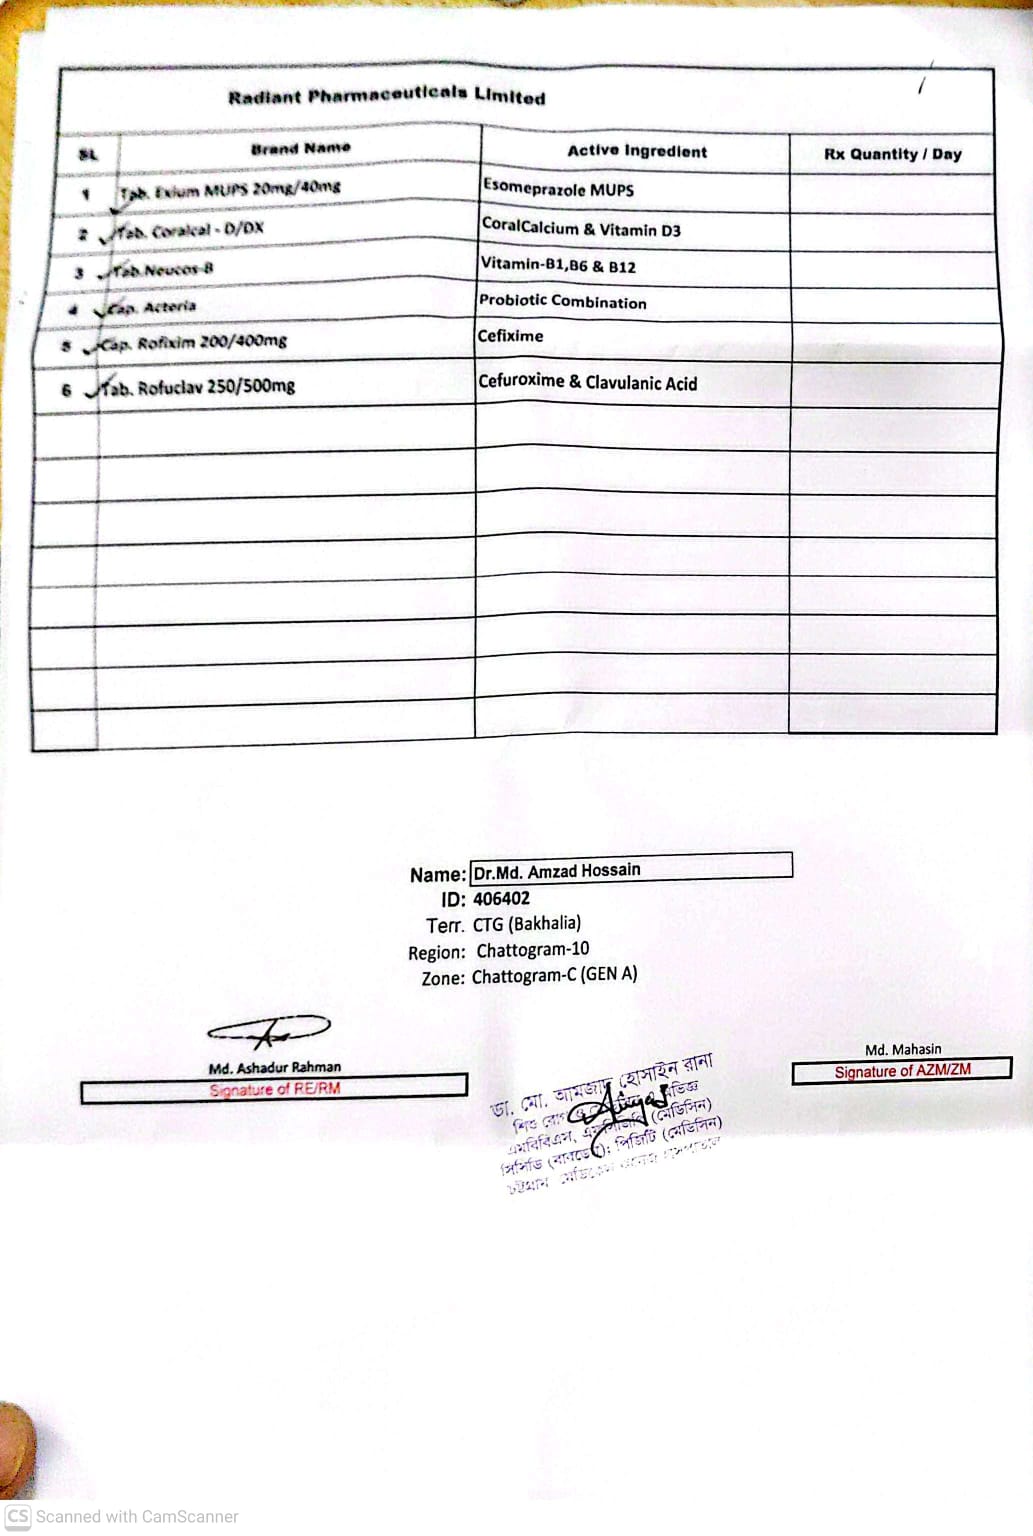 Radiant Pharmaceuticals Limited
SL Brand Name Active Ingredient Rx Quantity / Day
1 Tab. Exium MUPS 20mg/40mg Esomeprazole MUPS
2 Tab. Coralcal - D/DX CoralCalcium & Vitamin D3
3 Tab.Neucos-B Vitamin-B1,B6 & B12
4 Cap. Acteria Probiotic Combination
5 Cap. Rofixim 200/400mg Cefixime
6 Tab. Rofuclav 250/500mg Cefuroxime & Clavulanic Acid
Name: Dr.Md. Amzad Hossain
ID: 406402
Terr. CTG (Bakhalia)
Region: Chattogram-10
Zone: Chattogram-C (GEN A)
Md. Ashadur Rahman
Signature of RE/RM
Md. Mahasin
Signature of AZM/ZM
ডা. মো. আমজাদ হোসাইন রানা
শিশু
এমবিবিএস, (মেডিসিন)
সিসিডি (বারডেম); পিজিটি (মেডিসিন)
চট্টগ্রাম মেডিকেল
CS Scanned with CamScanner